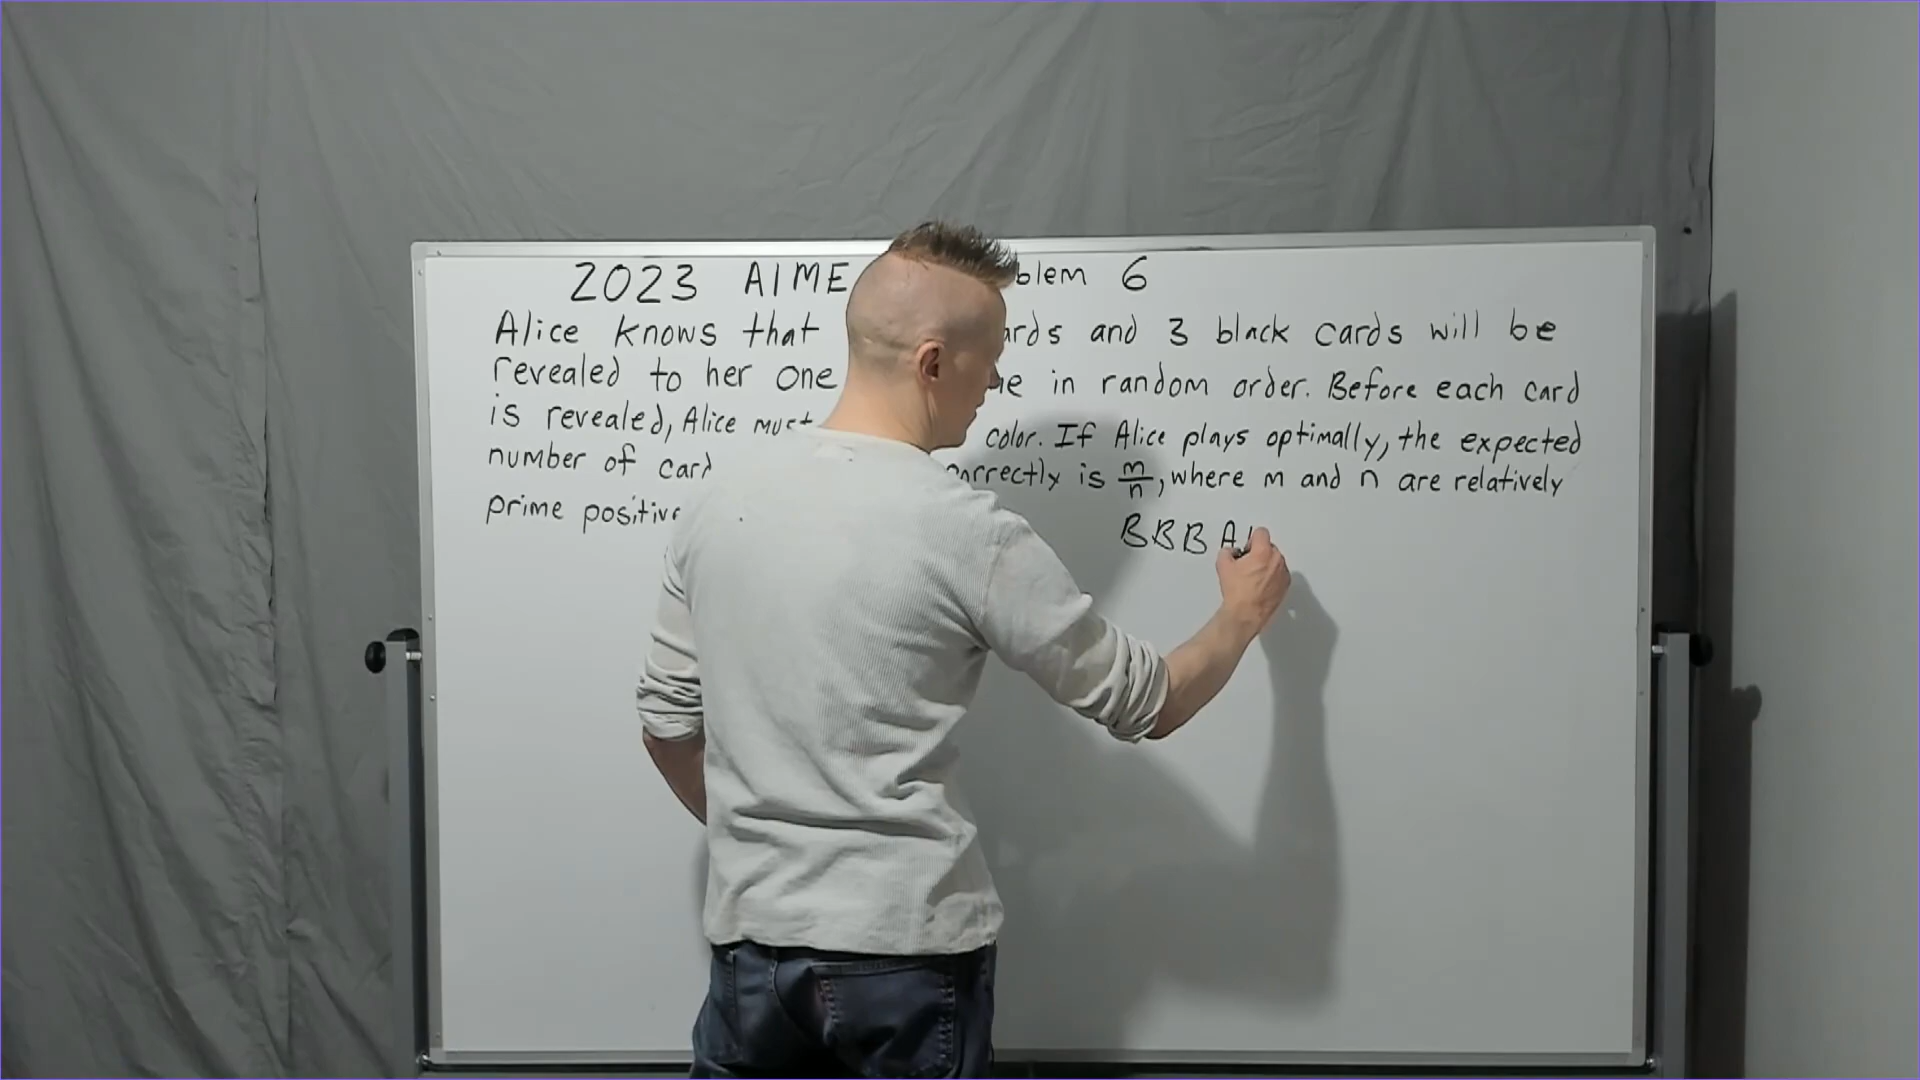 2023 AIME blem 6
Alice knows that ards and 3 black cards will be
revealed to her one in random order. Before each card
is revealed, Alice must color. If Alice plays optimally, the expected
number of card orrectly is m/n, where m and n are relatively
prime positive
BBBA